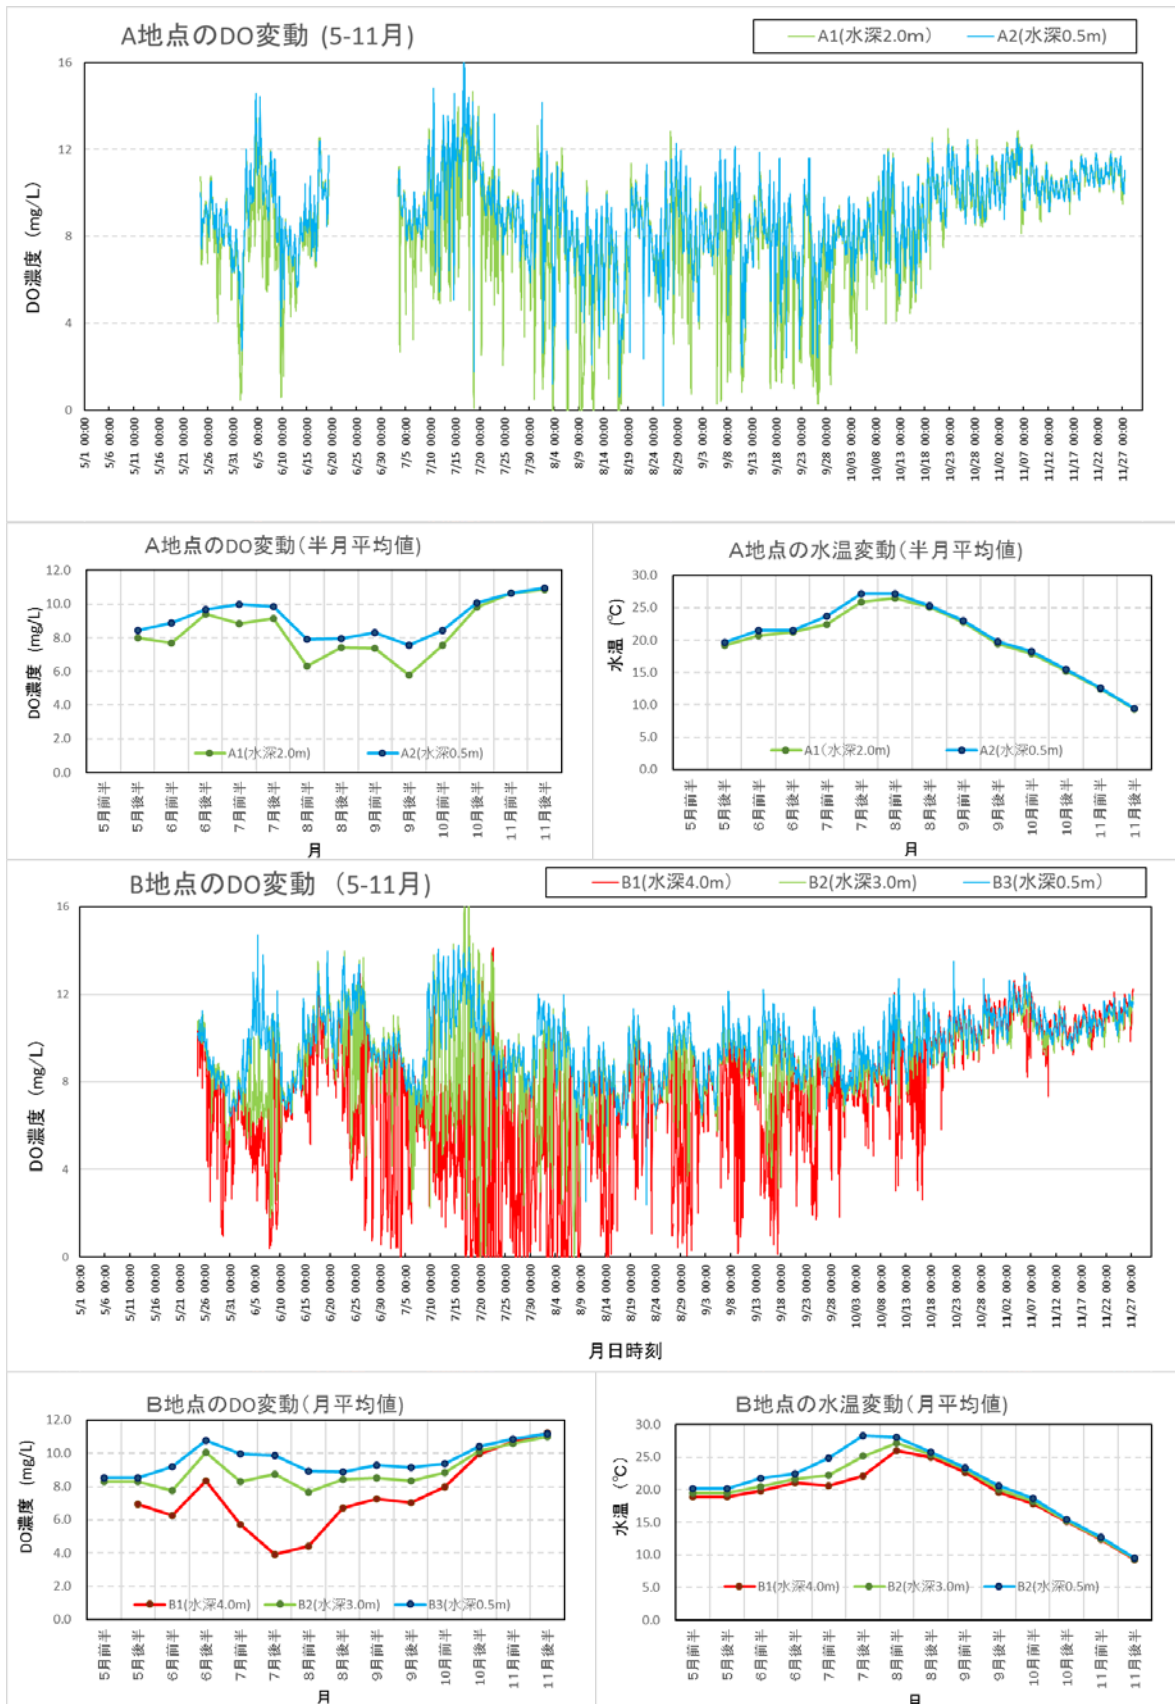 A地点のDO変動 (5-11月)
A1(水深2.0m) A2(水深0.5m)
DO濃度 (mg/L)
16
12
8
4
0
5/1 00:00 5/6 00:00 5/11 00:00 5/16 00:00 5/21 00:00 5/26 00:00 5/31 00:00 6/5 00:00 6/10 00:00 6/15 00:00 6/20 00:00 6/25 00:00 6/30 00:00 7/5 00:00 7/10 00:00 7/15 00:00 7/20 00:00 7/25 00:00 7/30 00:00 8/4 00:00 8/9 00:00 8/14 00:00 8/19 00:00 8/24 00:00 8/29 00:00 9/3 00:00 9/8 00:00 9/13 00:00 9/18 00:00 9/23 00:00 9/28 00:00 10/03 00:00 10/08 00:00 10/13 00:00 10/18 00:00 10/23 00:00 10/28 00:00 11/02 00:00 11/07 00:00 11/12 00:00 11/17 00:00 11/22 00:00 11/27 00:00
A地点のDO変動(半月平均値)
DO濃度 (mg/L)
12.0
10.0
8.0
6.0
4.0
2.0
0.0
A1(水深2.0m) A2(水深0.5m)
5月前半 5月後半 6月前半 6月後半 7月前半 7月後半 8月前半 8月後半 9月前半 9月後半 10月前半 10月後半 11月前半 11月後半
月
A地点の水温変動(半月平均値)
水温 (℃)
30.0
25.0
20.0
15.0
10.0
5.0
0.0
A1(水深2.0m) A2(水深0.5m)
5月前半 5月後半 6月前半 6月後半 7月前半 7月後半 8月前半 8月後半 9月前半 9月後半 10月前半 10月後半 11月前半 11月後半
月
B地点のDO変動 (5-11月)
B1(水深4.0m) B2(水深3.0m) B3(水深0.5m)
DO濃度 (mg/L)
16
12
8
4
0
5/1 00:00 5/6 00:00 5/11 00:00 5/16 00:00 5/21 00:00 5/26 00:00 5/31 00:00 6/5 00:00 6/10 00:00 6/15 00:00 6/20 00:00 6/25 00:00 6/30 00:00 7/5 00:00 7/10 00:00 7/15 00:00 7/20 00:00 7/25 00:00 7/30 00:00 8/4 00:00 8/9 00:00 8/14 00:00 8/19 00:00 8/24 00:00 8/29 00:00 9/3 00:00 9/8 00:00 9/13 00:00 9/18 00:00 9/23 00:00 9/28 00:00 10/03 00:00 10/08 00:00 10/13 00:00 10/18 00:00 10/23 00:00 10/28 00:00 11/02 00:00 11/07 00:00 11/12 00:00 11/17 00:00 11/22 00:00 11/27 00:00
月日時刻
B地点のDO変動(月平均値)
DO濃度 (mg/L)
12.0
10.0
8.0
6.0
4.0
2.0
0.0
B1(水深4.0m) B2(水深3.0m) B3(水深0.5m)
5月前半 5月後半 6月前半 6月後半 7月前半 7月後半 8月前半 8月後半 9月前半 9月後半 10月前半 10月後半 11月前半 11月後半
月
B地点の水温変動(月平均値)
水温 (℃)
30.0
25.0
20.0
15.0
10.0
5.0
0.0
B1(水深4.0m) B2(水深3.0m) B2(水深0.5m)
5月前半 5月後半 6月前半 6月後半 7月前半 7月後半 8月前半 8月後半 9月前半 9月後半 10月前半 10月後半 11月前半 11月後半